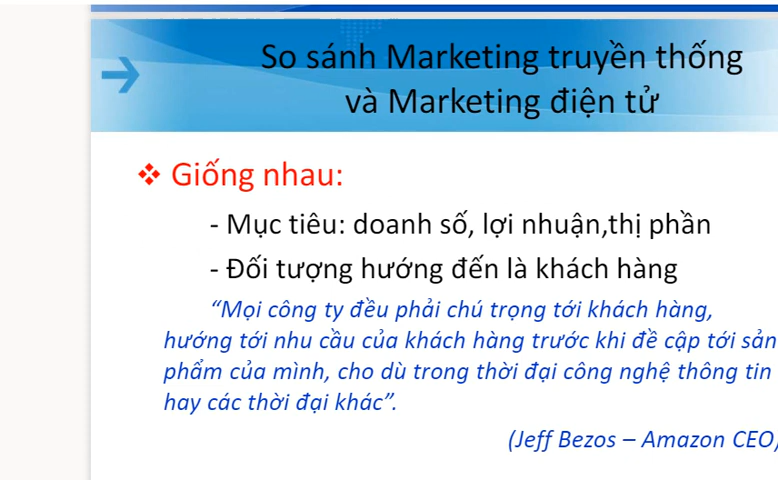 So sánh Marketing truyền thống
và Marketing điện tử
Giống nhau:
- Mục tiêu: doanh số, lợi nhuận,thị phần
- Đối tượng hướng đến là khách hàng
“Mọi công ty đều phải chú trọng tới khách hàng,
hướng tới nhu cầu của khách hàng trước khi đề cập tới sản
phẩm của mình, cho dù trong thời đại công nghệ thông tin
hay các thời đại khác”.
(Jeff Bezos – Amazon CEO)